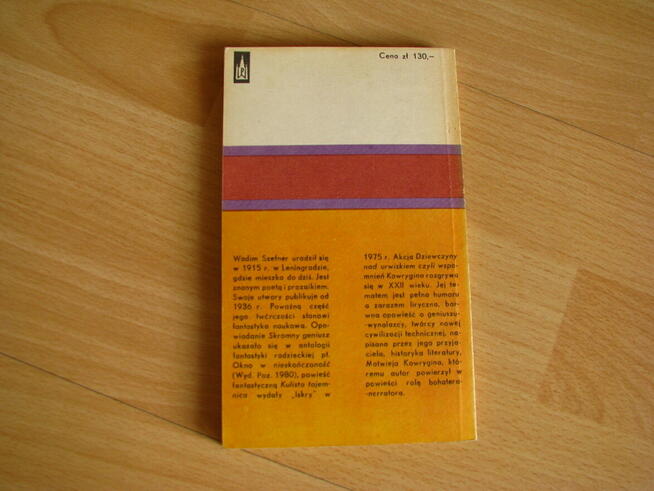 Cena zł 130,—
Wadim Szefner urodził się
w 1915 r. w Leningradzie,
gdzie mieszka do dziś. Jest
znanym poetą i prozaikiem.
Swoje utwory publikuje od
1936 r. Poważną część
jego twórczości stanowi
fantastyka naukowa. Opo-
wiadanie Skromny geniusz
ukazało się w antologii
fantastyki radzieckiej pt.
Okno w nieskończoność
(Wyd. Poz. 1980), powieść
fantastyczną Kulista tajem-
nica wydały „Iskry” w
1975 r. Akcja Dziewczyny
nad urwiskiem czyli wspo-
mnień Kowrygina rozgrywa
się w XXII wieku. Jej te-
matem jest pełna humoru
a zarazem liryczna, bar-
wna opowieść o geniuszu-
-wynalazcy, twórcy nowej
cywilizacji technicznej, na-
pisana przez jego przyja-
ciela, historyka literatury,
Matwieja Kowrygina, któ-
remu autor powierzył w
powieści rolę bohatera-
-narratora.